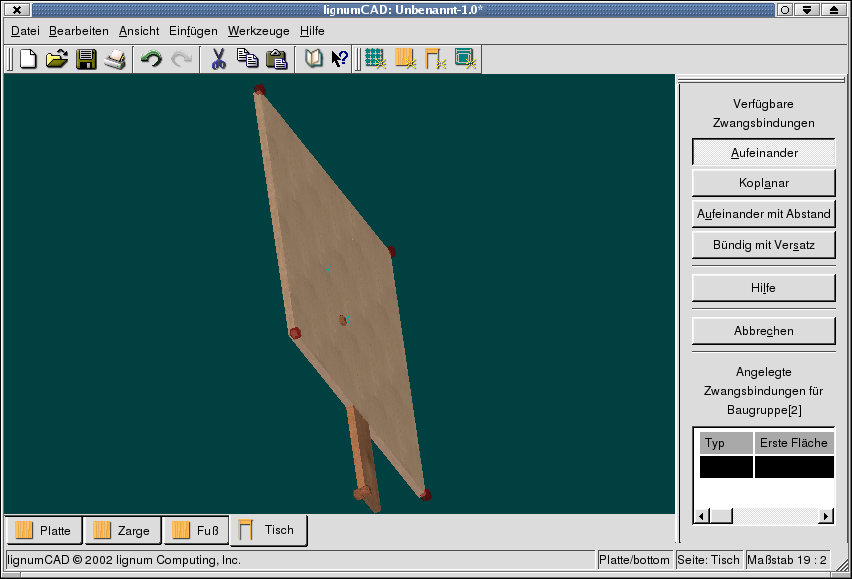 lignumCAD: Unbenannt-1.0*
Datei Bearbeiten Ansicht Einfügen Werkzeuge Hilfe
Verfügbare
Zwangsbindungen
Aufeinander
Koplanar
Aufeinander mit Abstand
Bündig mit Versatz
Hilfe
Abbrechen
Angelegte
Zwangsbindungen für
Baugruppe[2]
Typ Erste Fläche
Platte Zarge Fuß Tisch
lignumCAD © 2002 lignum Computing, Inc. Platte/bottom Seite: Tisch Maßstab 19 : 2